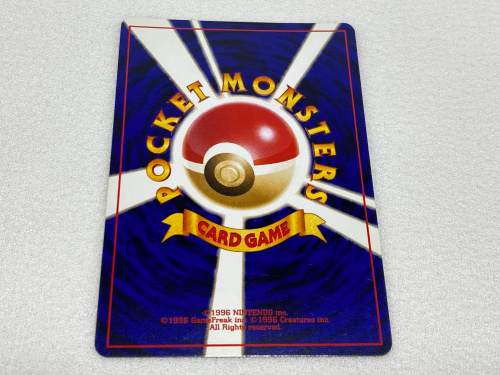 POCKET MONSTERS
CARD GAME
©1996 NINTENDO inc.
©1996 GameFreak inc. ©1996 Creatures inc.
All Rights reserved.